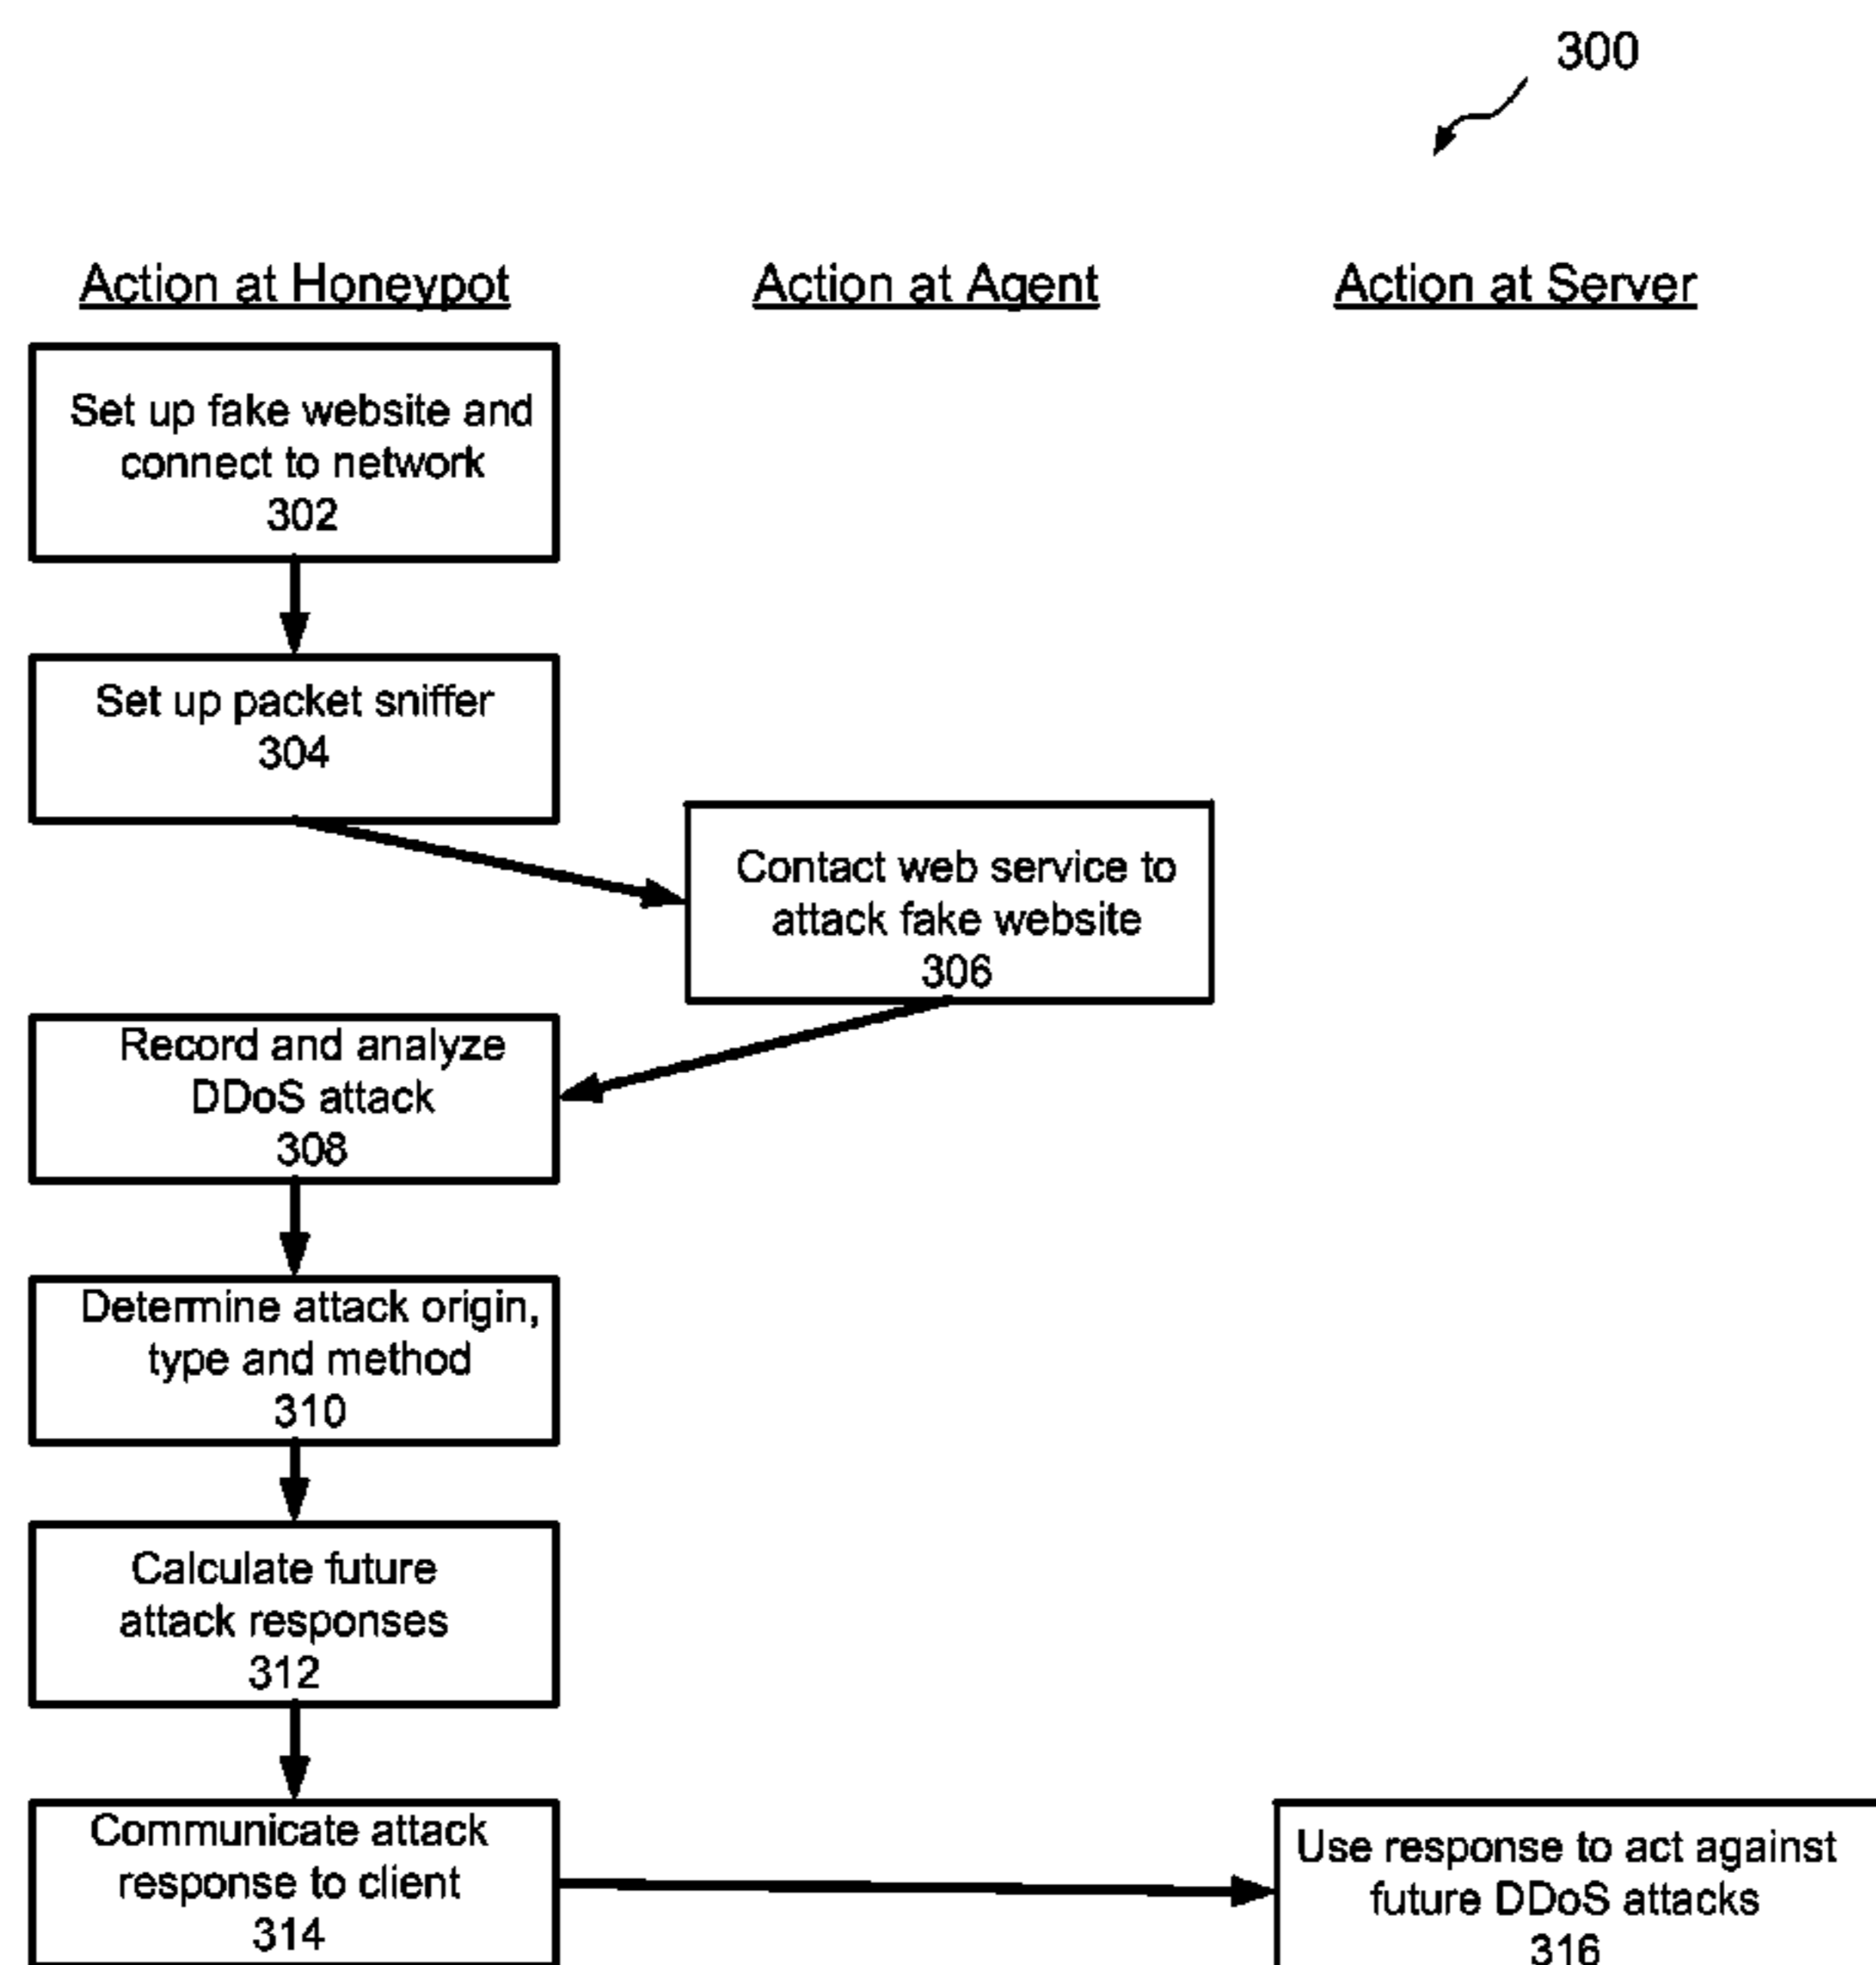 300
Action at Honeypot
Action at Agent
Action at Server
Set up fake website and
connect to network
302
Set up packet sniffer
304
Contact web service to
attack fake website
306
Record and analyze
DDoS attack
308
Determine attack origin,
type and method
310
Calculate future
attack responses
312
Communicate attack
response to client
314
Use response to act against
future DDoS attacks
316